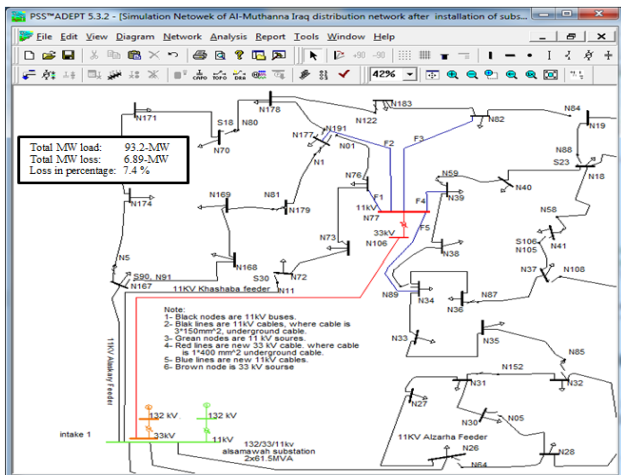 PSS™ADEPT 5.3.2 - [Simulation Netowek of Al-Muthanna Iraq distribution network after installation of subs...
File Edit View Diagram Network Analysis Report Tools Window Help
42%
N171
S18
N80
N70
N178
N122
N183
N82
N84
N19
N191
N177
N01
N1
F2
F3
Total MW load: 93.2-MW
Total MW loss: 6.89-MW
Loss in percentage: 7.4 %
N174
N169
N81
N179
N76
F1
11kV
N77
F4
N59
N39
N40
N88
S23
N18
33kV
N106
F5
N58
N41
S106
N105
N73
N38
N5
S90, N91
N167
N168
11KV Khashaba feeder
S30
N72
N11
N89
N34
N36
N87
N37
N108
Note:
1- Black nodes are 11kV buses.
2- Blak lines are 11kV cables, where cable is
3*150mm^2, underground cable.
3- Grean nodes are 11 kV soures.
4- Red lines are new 33 kV cable. where cable
is 1*400 mm^2 underground cable.
5- Blue lines are new 11kV cables.
6- Brown node is 33 kV sourse
N33
N35
N85
N31
N152
N32
N27
N30
N05
11KV Alzarha Feeder
N26
N64
N28
132 kV
132 kV
intake 1
33kV
11kV
132/33/11kv
alsamawah substation
2x61.5MVA